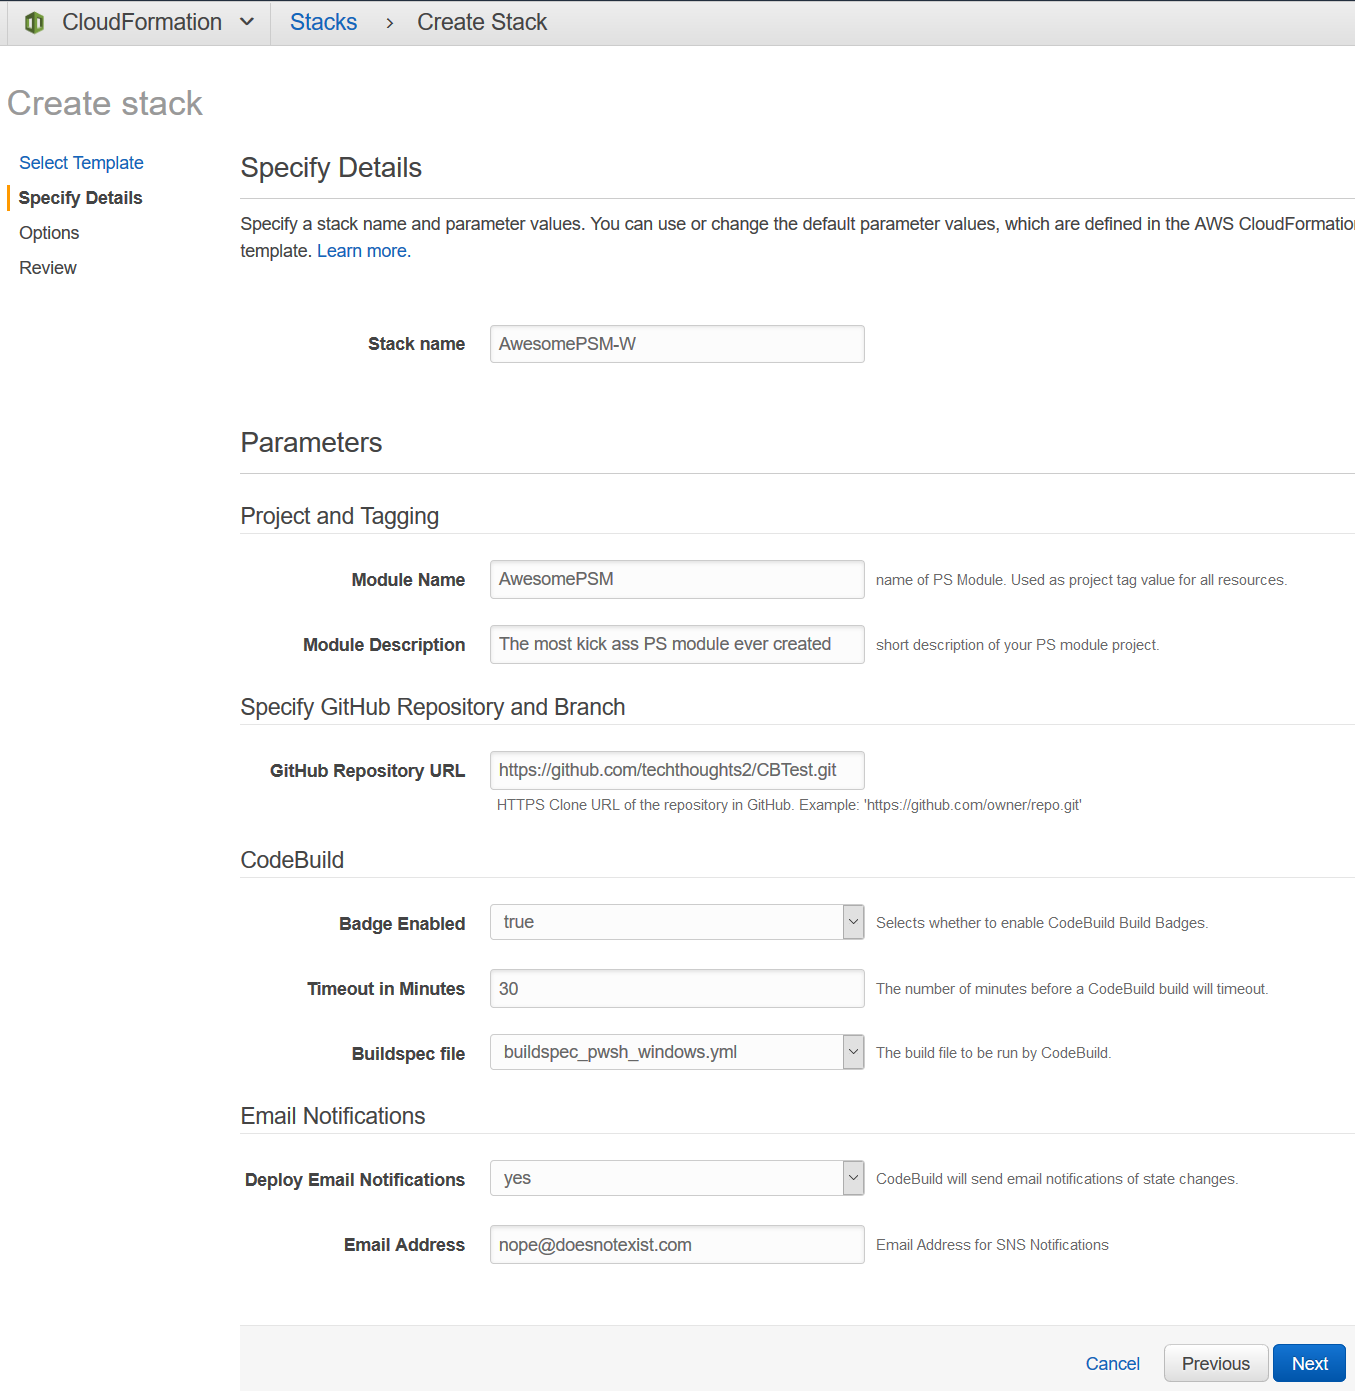 CloudFormation
Stacks > Create Stack
Create stack
Select Template
Specify Details
Options
Review
Specify Details
Specify a stack name and parameter values. You can use or change the default parameter values, which are defined in the AWS CloudFormation
template. Learn more.
Stack name AwesomePSM-W
Parameters
Project and Tagging
Module Name AwesomePSM name of PS Module. Used as project tag value for all resources.
Module Description The most kick ass PS module ever created short description of your PS module project.
Specify GitHub Repository and Branch
GitHub Repository URL https://github.com/techthoughts2/CBTest.git
HTTPS Clone URL of the repository in GitHub. Example: 'https://github.com/owner/repo.git'
CodeBuild
Badge Enabled true Selects whether to enable CodeBuild Build Badges.
Timeout in Minutes 30 The number of minutes before a CodeBuild build will timeout.
Buildspec file buildspec_pwsh_windows.yml The build file to be run by CodeBuild.
Email Notifications
Deploy Email Notifications yes CodeBuild will send email notifications of state changes.
Email Address nope@doesnotexist.com Email Address for SNS Notifications
Cancel Previous Next